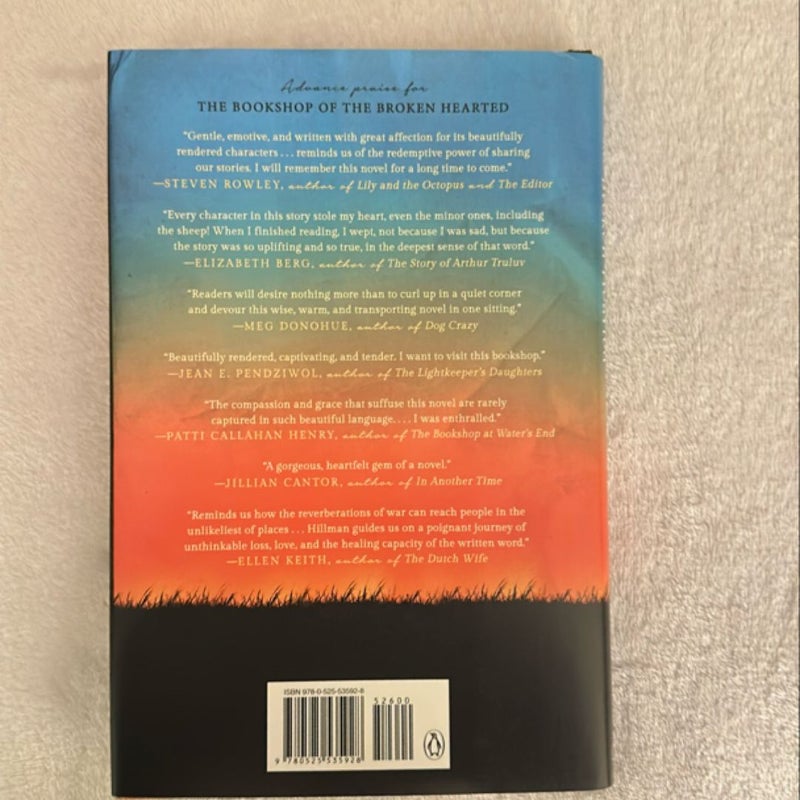 Advance praise for
THE BOOKSHOP OF THE BROKEN HEARTED
“Gentle, emotive, and written with great affection for its beautifully
rendered characters . . . reminds us of the redemptive power of sharing
our stories. I will remember this novel for a long time to come.”
—STEVEN ROWLEY, author of Lily and the Octopus and The Editor
“Every character in this story stole my heart, even the minor ones, including
the sheep! When I finished reading, I wept, not because I was sad, but because
the story was so uplifting and so true, in the deepest sense of that word.”
—ELIZABETH BERG, author of The Story of Arthur Truluv
“Readers will desire nothing more than to curl up in a quiet corner
and devour this wise, warm, and transporting novel in one sitting.”
—MEG DONOHUE, author of Dog Crazy
“Beautifully rendered, captivating, and tender. I want to visit this bookshop.”
—JEAN E. PENDZIWOL, author of The Lightkeeper’s Daughters
“The compassion and grace that suffuse this novel are rarely
captured in such beautiful language. . . . I was enthralled.”
—PATTI CALLAHAN HENRY, author of The Bookshop at Water’s End
“A gorgeous, heartfelt gem of a novel.”
—JILLIAN CANTOR, author of In Another Time
“Reminds us how the reverberations of war can reach people in the
unlikeliest of places . . . Hillman guides us on a poignant journey of
unthinkable loss, love, and the healing capacity of the written word.”
—ELLEN KEITH, author of The Dutch Wife
ISBN 978-0-525-53592-8
52600
9 780525 535928